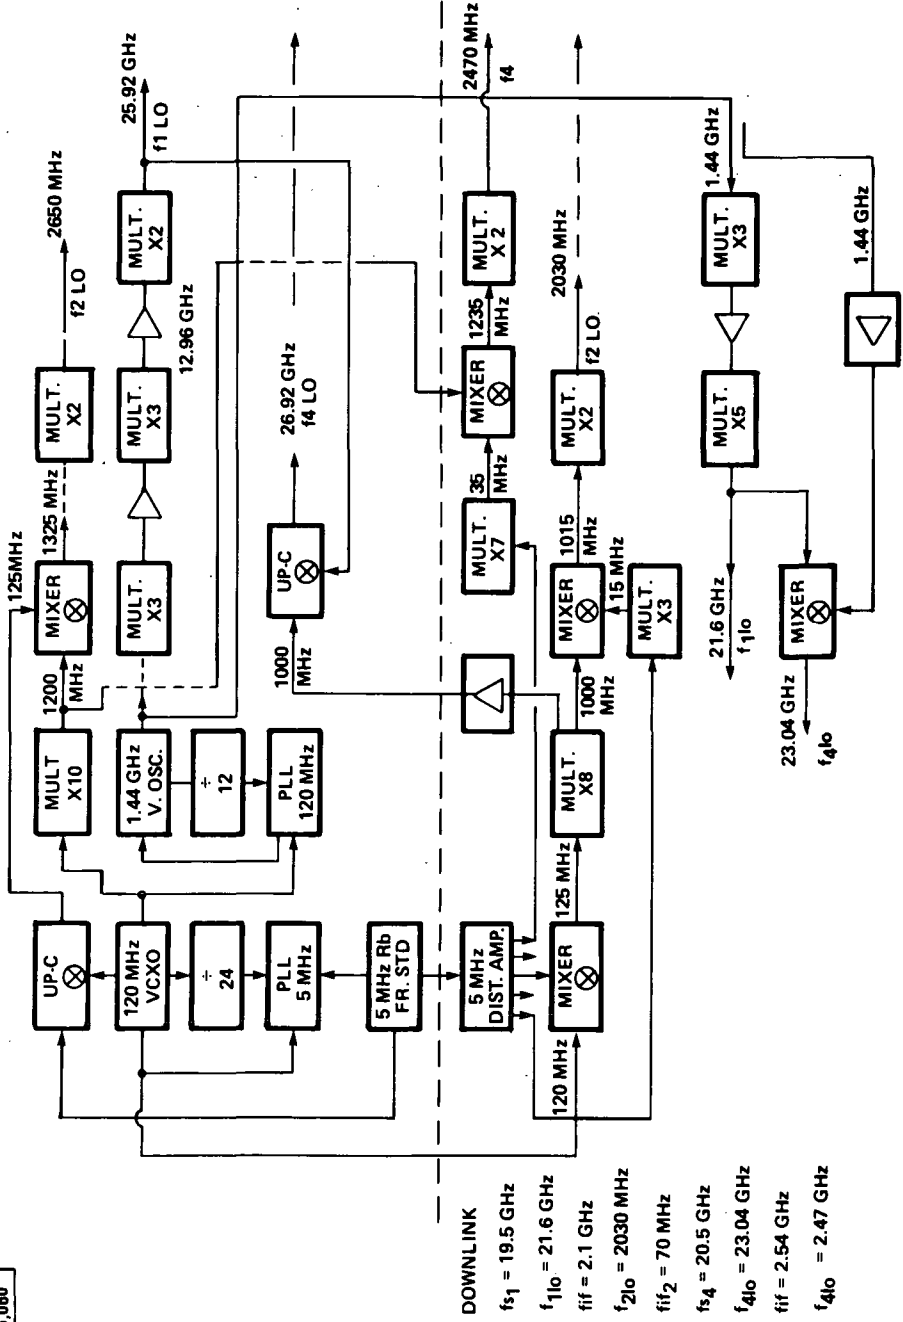 ,060
UP-C
120 MHz
VCXO
÷
24
PLL
5 MHz
5 MHz Rb
FR. STD
MULT
X10
1.44 GHz
V. OSC.
÷
12
PLL
120 MHz
125MHz
1200
MHz
MIXER
1325 MHz
MULT.
X2
f2 LO
2650 MHz
MULT.
X3
MULT.
X3
12.96 GHz
MULT.
X2
f1 LO
25.92 GHz
1000
MHz
UP-C
26.92 GHz
f4 LO
5 MHz
DIST. AMP.
120 MHz
MIXER
125 MHz
MULT.
X8
1000
MHz
MIXER
15 MHz
MULT.
X3
1015
MHz
MULT.
X2
f2 LO.
2030 MHz
MULT.
X7
35
MHz
MIXER
1235
MHz
MULT.
X 2
2470 MHz
f4
1.44 GHz
MULT.
X3
MULT.
X5
21.6 GHz
f1lo
MIXER
23.04 GHz
f4lo
1.44 GHz
DOWNLINK
fs1 = 19.5 GHz
f1lo = 21.6 GHz
fif = 2.1 GHz
f2lo = 2030 MHz
fif2 = 70 MHz
fs4 = 20.5 GHz
f4lo = 23.04 GHz
fif = 2.54 GHz
f4lo = 2.47 GHz